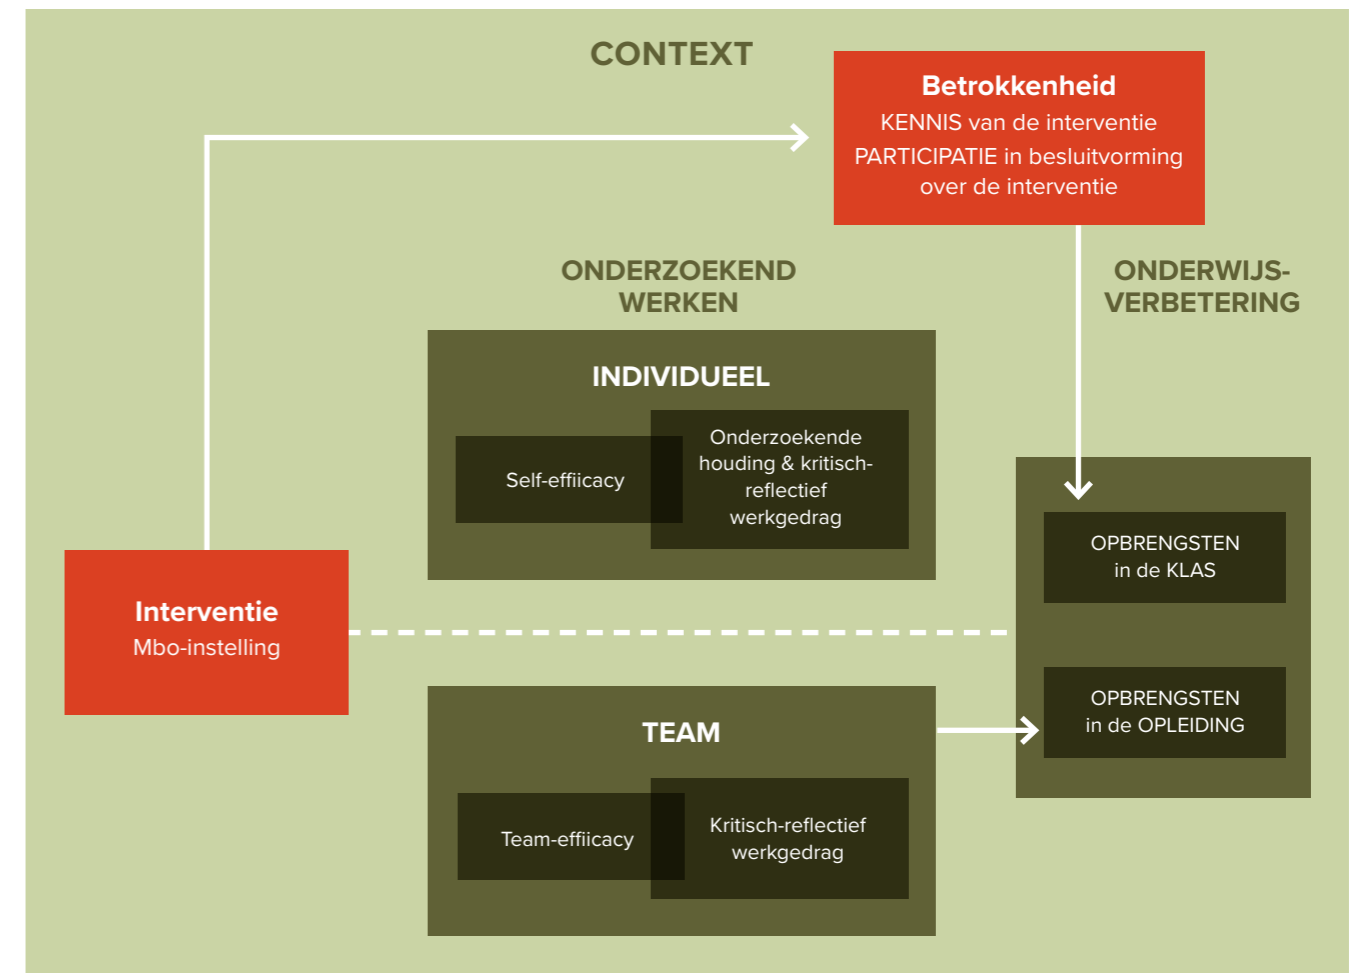 CONTEXT
Betrokkenheid
KENNIS van de interventie
PARTICIPATIE in besluitvorming
over de interventie
ONDERZOEKEND
WERKEN
ONDERWIJS-
VERBETERING
INDIVIDUEEL
Self-effiicacy
Onderzoekende
houding & kritisch-
reflectief
werkgedrag
OPBRENGSTEN
in de KLAS
Interventie
Mbo-instelling
OPBRENGSTEN
in de OPLEIDING
TEAM
Team-effiicacy
Kritisch-reflectief
werkgedrag